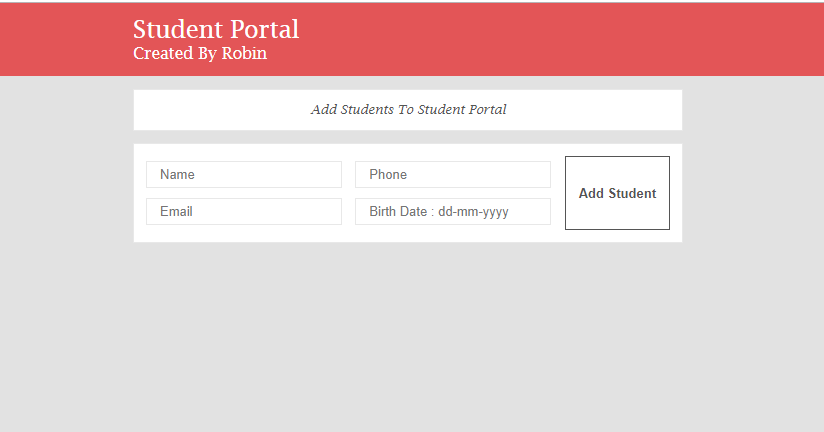 Student Portal
Created By Robin
Add Students To Student Portal
Name
Phone
Add Student
Email
Birth Date : dd-mm-yyyy